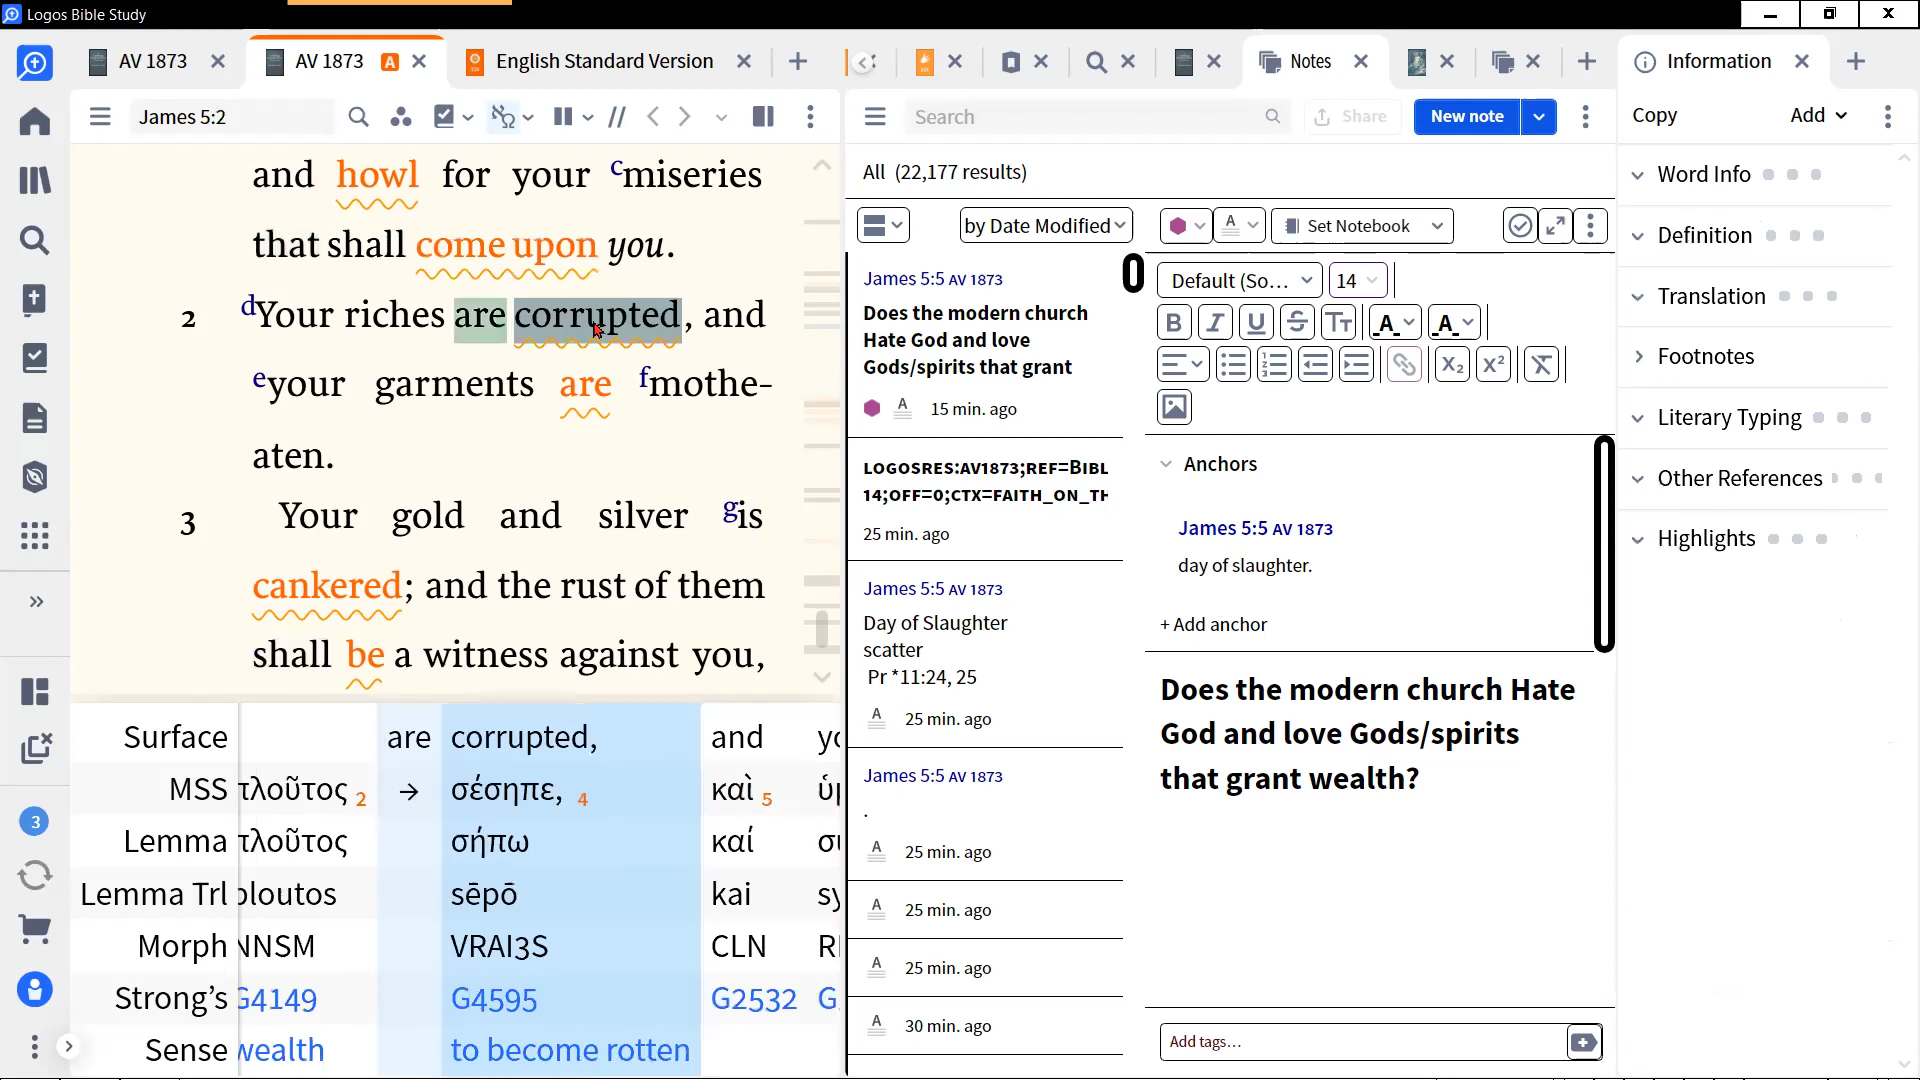 Logos Bible Study
AV 1873
AV 1873 A
English Standard Version
Notes
Information
James 5:2
Search
Share
New note
Copy
Add
and howl for your cmiseries
that shall come upon you.
2 dYour riches are corrupted, and
eyour garments are fmothe-
aten.
3 Your gold and silver gis
cankered; and the rust of them
shall be a witness against you,
Surface are corrupted, and
MSS πλοῦτος 2 → σέσηπε, 4 καὶ 5
Lemma πλοῦτος σήπω καί
Lemma Trl ploutos sēpō kai
Morph NNSM VRAI3S CLN
Strong's G4149 G4595 G2532 G
Sense wealth to become rotten
3
All (22,177 results)
by Date Modified
A
Set Notebook
James 5:5 AV 1873
Does the modern church
Hate God and love
Gods/spirits that grant
A 15 min. ago
LOGOSRES:AV1873;REF=BIBL
14;OFF=0;CTX=FAITH_ON_TH
25 min. ago
James 5:5 AV 1873
Day of Slaughter
scatter
Pr *11:24, 25
A 25 min. ago
James 5:5 AV 1873
.
A 25 min. ago
A 25 min. ago
A 25 min. ago
A 30 min. ago
Default (So... 14
B I U S TT A A
X2 X2
Anchors
James 5:5 AV 1873
day of slaughter.
+ Add anchor
Does the modern church Hate
God and love Gods/spirits
that grant wealth?
Add tags...
Word Info
Definition
Translation
Footnotes
Literary Typing
Other References
Highlights